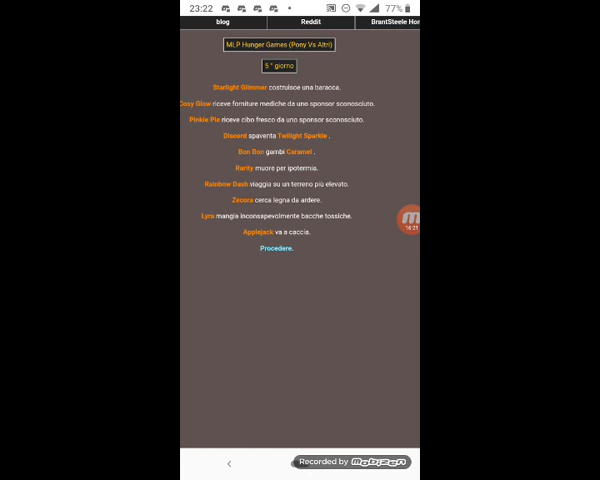 23:22 77%
blog Reddit BrantSteele Hom
MLP Hunger Games (Pony Vs Altri)
5 ° giorno
Starlight Glimmer costruisce una baracca.
Cosy Glow riceve forniture mediche da uno sponsor sconosciuto.
Pinkie Pie riceve cibo fresco da uno sponsor sconosciuto.
Discord spaventa Twilight Sparkle .
Bon Bon gambi Caramel .
Rarity muore per ipotermia.
Rainbow Dash viaggia su un terreno più elevato.
Zecora cerca legna da ardere.
Lyra mangia inconsapevolmente bacche tossiche.
Applejack va a caccia.
Procedere.
14:21
Recorded by mobizen